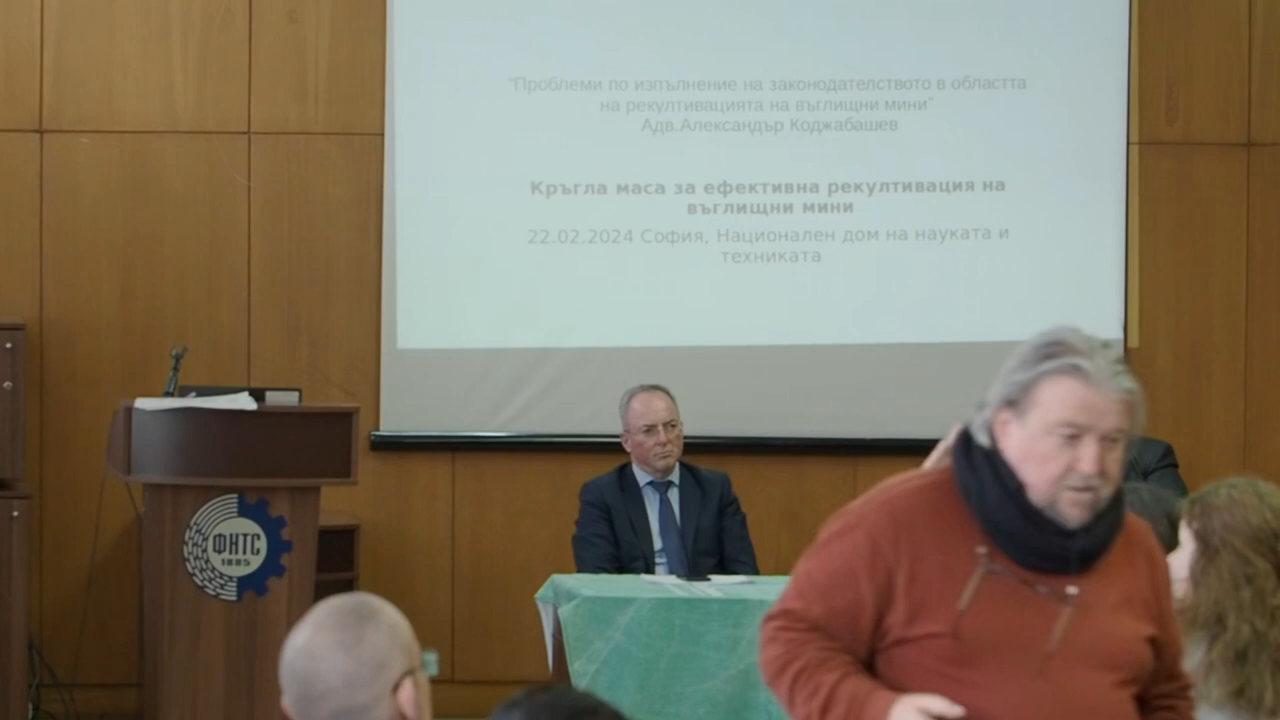 "Проблеми по изпълнение на законодателството в областта
на рекултивацията на въглищни мини"
Адв.Александър Коджабашев
Кръгла маса за ефективна рекултивация на
въглищни мини
22.02.2024 София, Национален дом на науката и
техниката
ФНТС
1885